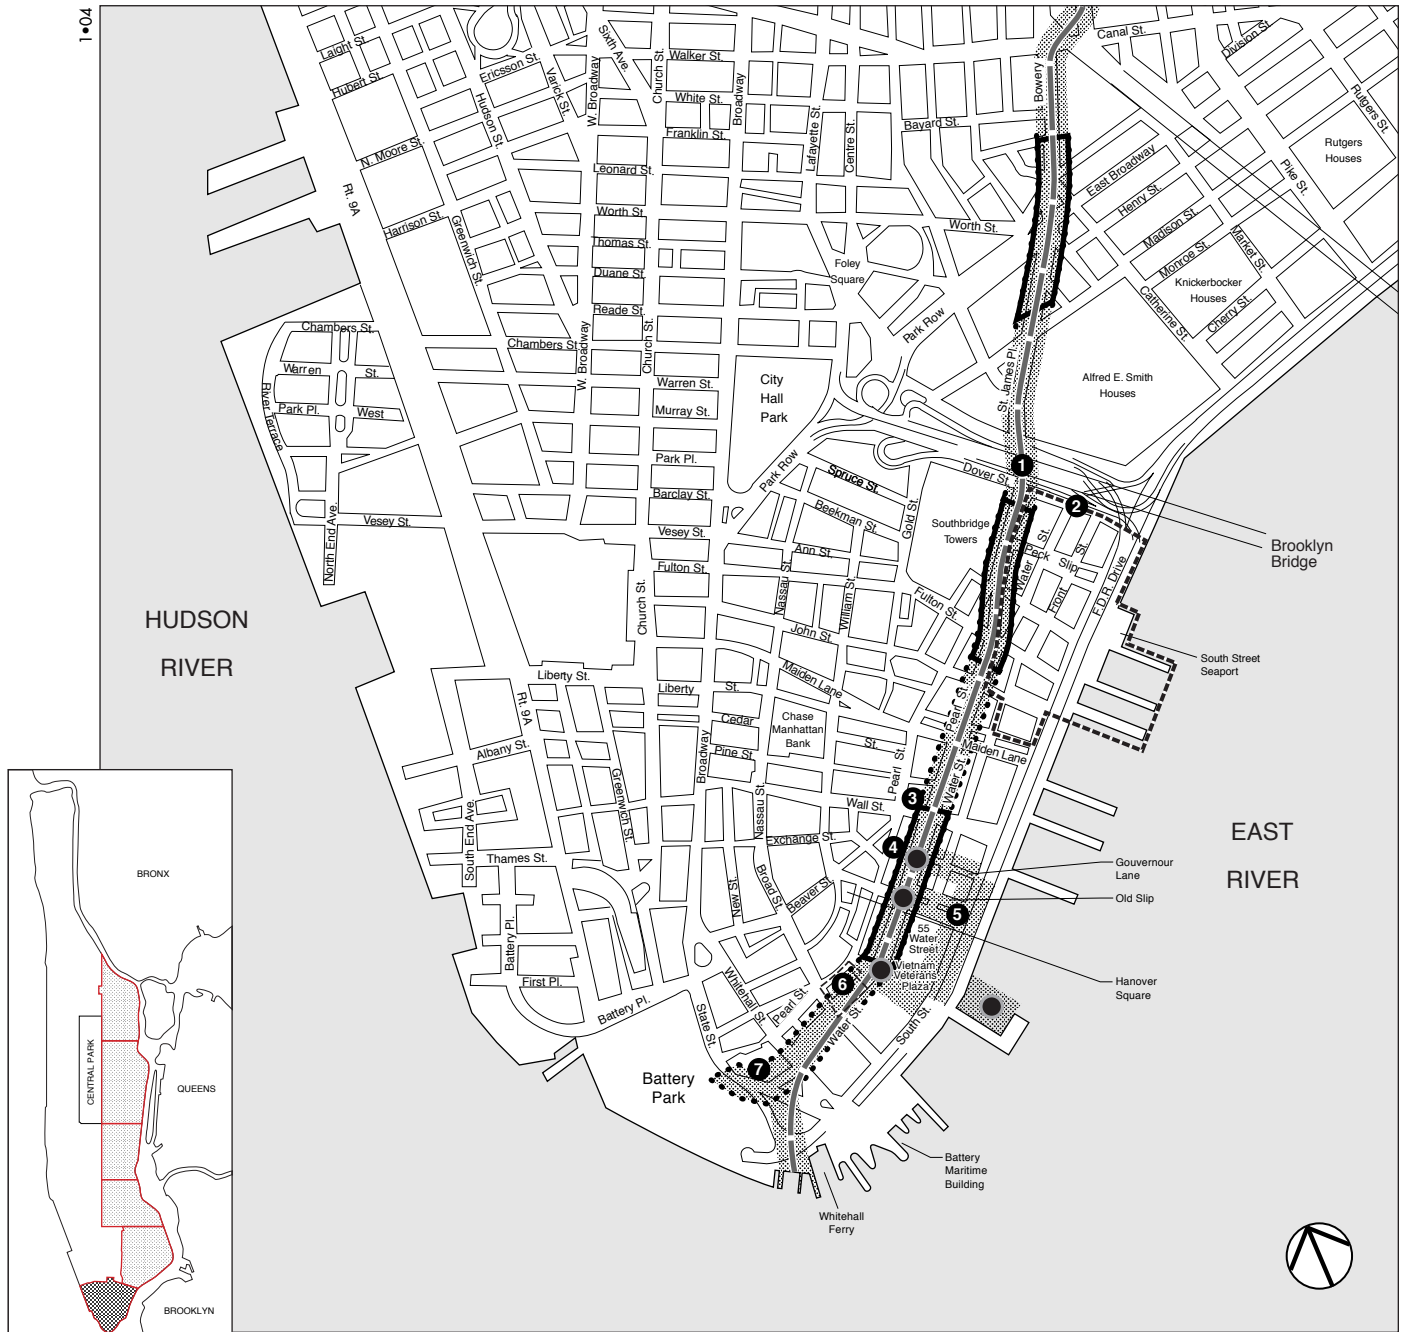 1•04
Laight St.
Hubert St.
Ericsson St.
Varick St.
Hudson St.
W. Broadway
Sixth Ave.
Church St.
Walker St.
White St.
Broadway
Franklin St.
Leonard St.
Worth St.
Thomas St.
Duane St.
Reade St.
Lafayette St.
Centre St.
Bayard St.
Bowery
Canal St.
Division St.
Rutgers St.
Rutgers
Houses
Pike St.
East Broadway
Henry St.
Madison St.
Monroe St.
Market St.
Knickerbocker
Houses
Cherry St.
Catherine St.
Worth St.
Foley
Square
Park Row
N. Moore St.
Rt. 9A
Harrison St.
Greenwich St.
Chambers St.
Warren
St.
Park Pl.
West
River Terrace
North End Ave.
Vesey St.
Chambers St.
W. Broadway
Church St.
Warren St.
Murray St.
Park Pl.
Barclay St.
Vesey St.
Fulton St.
Church St.
City
Hall
Park
Park Row
Spruce St.
Beekman St.
Ann St.
Nassau St.
William St.
John St.
Maiden Lane
Gold St.
Southbridge
Towers
Fulton St.
Dover St.
St. James Pl.
Alfred E. Smith
Houses
1
2
Peck Slip
Water St.
Front St.
F.D.R. Drive
Brooklyn
Bridge
South Street
Seaport
HUDSON
RIVER
EAST
RIVER
Liberty St.
Rt. 9A
Albany St.
South End Ave.
Thames St.
Battery Pl.
First Pl.
Battery Pl.
Greenwich St.
Liberty
St.
Cedar
St.
Pine St.
Broadway
Chase
Manhattan
Bank
Nassau St.
Wall St.
Exchange St.
Broad St.
New St.
Beaver St.
Pearl St.
Pearl St.
Water St.
Maiden Lane
3
4
5
6
7
55
Water
Street
Vietnam
Veterans
Plaza
Gouvernour
Lane
Old Slip
Hanover
Square
Whitehall St.
Pearl St.
State St.
Water St.
South St.
Battery
Park
Battery
Maritime
Building
Whitehall
Ferry
BRONX
CENTRAL PARK
QUEENS
BROOKLYN